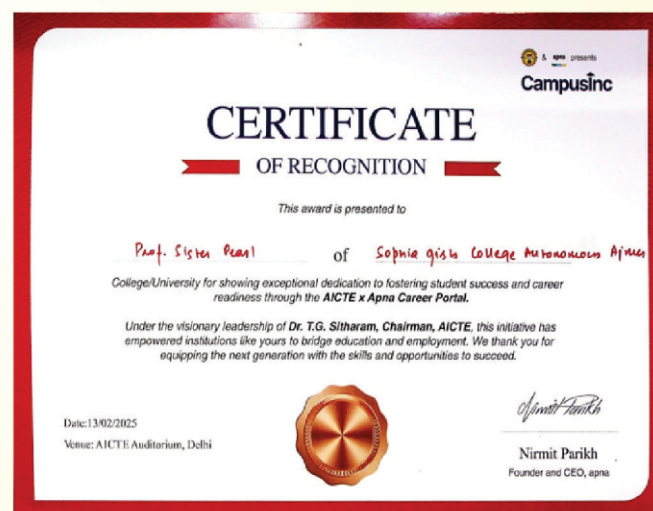 & apna presents
CampusInc
CERTIFICATE
OF RECOGNITION
This award is presented to
Prof. Sister Pearl of Sophia girls College Autonomous Ajmer
College/University for showing exceptional dedication to fostering student success and career
readiness through the AICTE x Apna Career Portal.
Under the visionary leadership of Dr. T.G. Sitharam, Chairman, AICTE, this initiative has
empowered institutions like yours to bridge education and employment. We thank you for
equipping the next generation with the skills and opportunities to succeed.
Date:13/02/2025
Venue: AICTE Auditorium, Delhi
Nirmit Parikh
Nirmit Parikh
Founder and CEO, apna